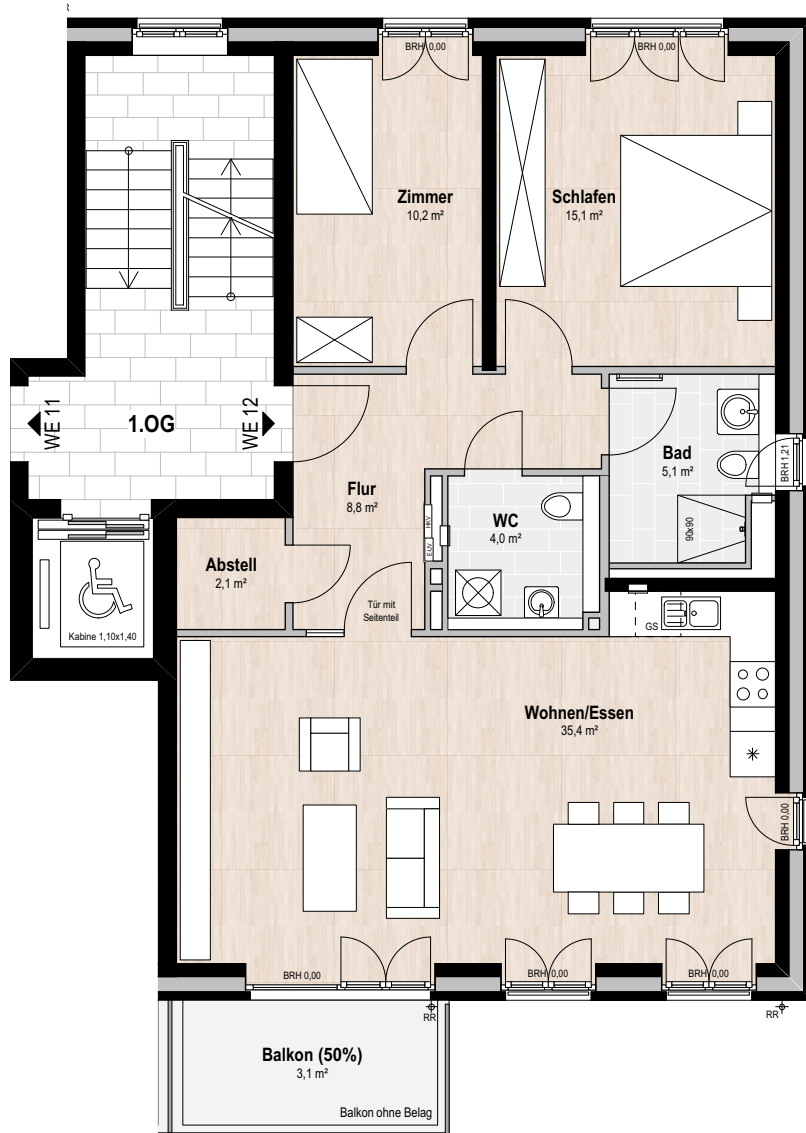 R
BRH 0,00
BRH 0,00
Zimmer
10,2 m²
Schlafen
15,1 m²
WE 11
1.OG
WE 12
Bad
5,1 m²
BRH 1,21
Flur
8,8 m²
HKV
EUV
WC
4,0 m²
90x90
Abstell
2,1 m²
Tür mit
Seitenteil
Kabine 1,10x1,40
GS
Wohnen/Essen
35,4 m²
BRH 0,00
BRH 0,00
BRH 0,00
BRH 0,00
RR
RR
Balkon (50%)
3,1 m²
Balkon ohne Belag